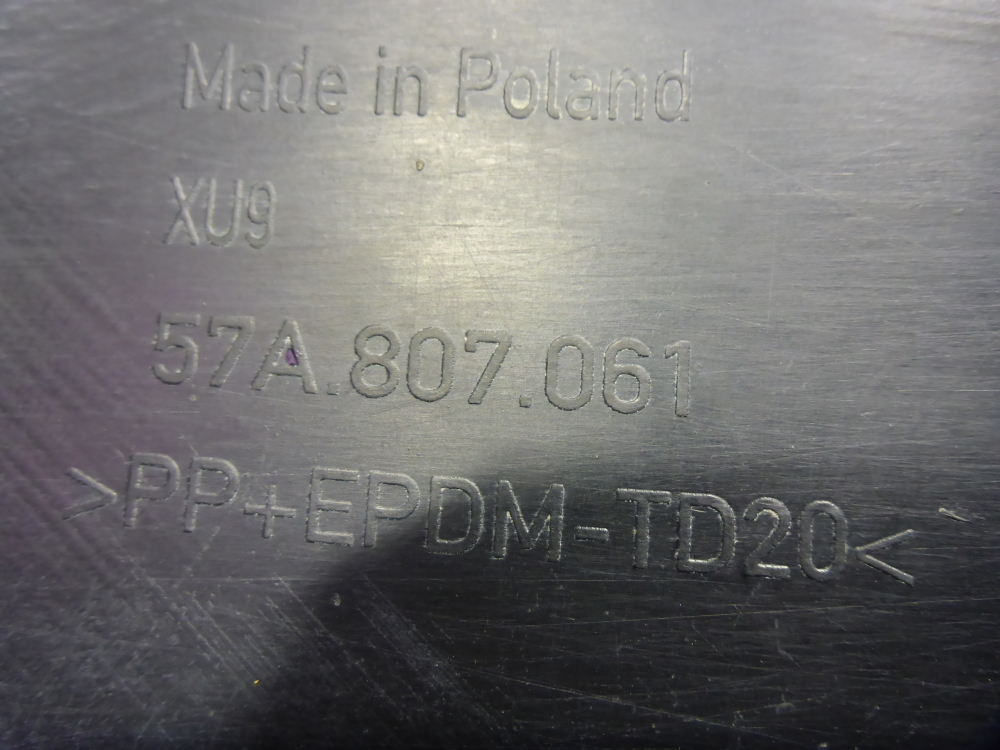 Made in Poland
XU9
57A.807.061
>PP+EPDM-TD20<